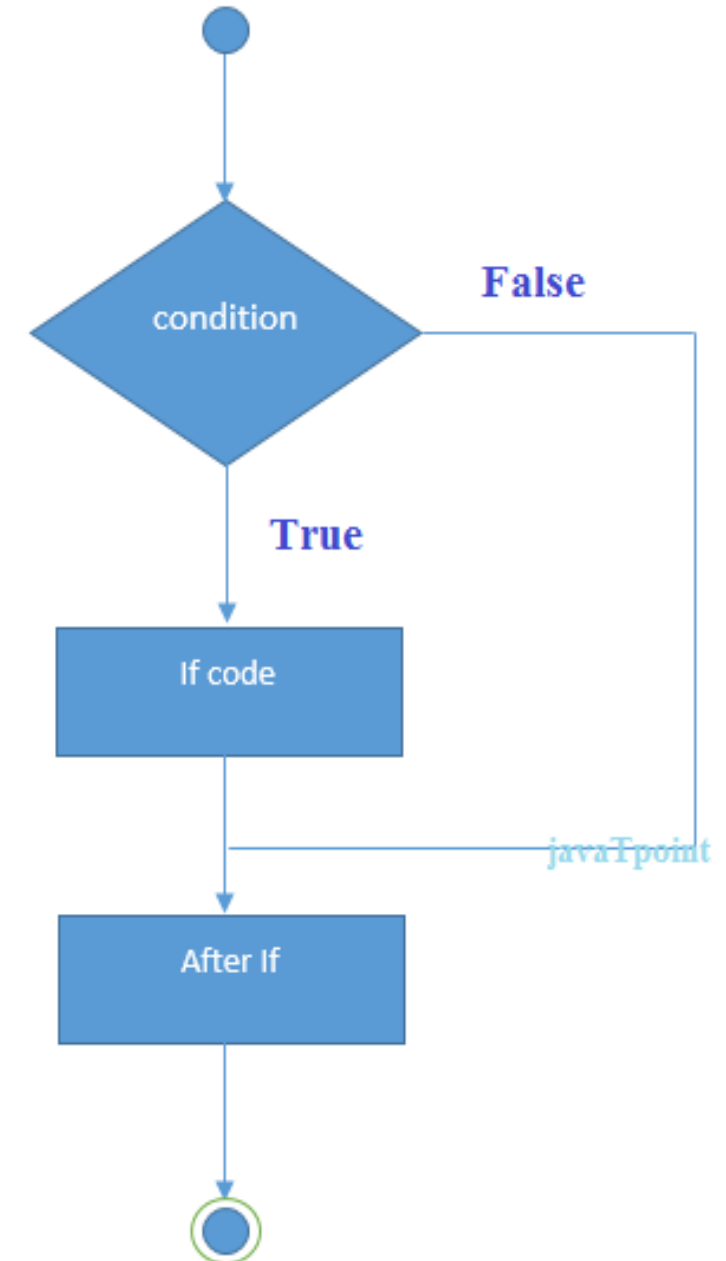 condition
False
True
If code
javaTpoint
After If